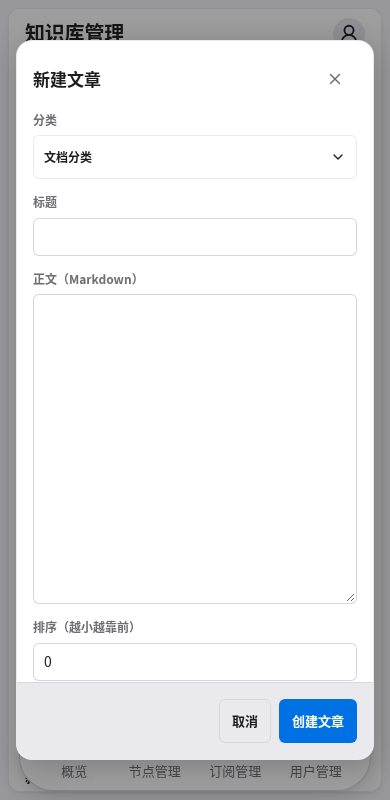 知识库管理
新建文章
分类
文档分类
标题
正文（Markdown）
排序（越小越靠前）
0
取消
创建文章
概览
节点管理
订阅管理
用户管理